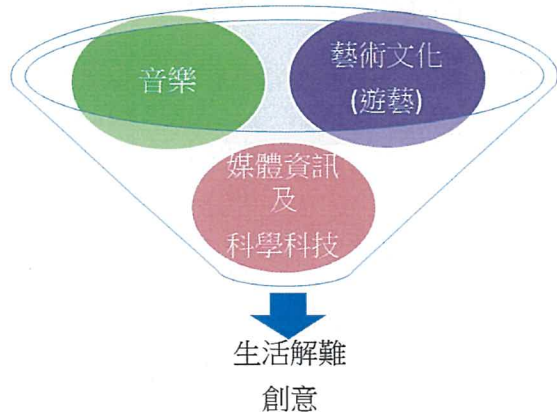 音樂
藝術文化
(遊藝)
媒體資訊
及
科學科技
生活解難
創意